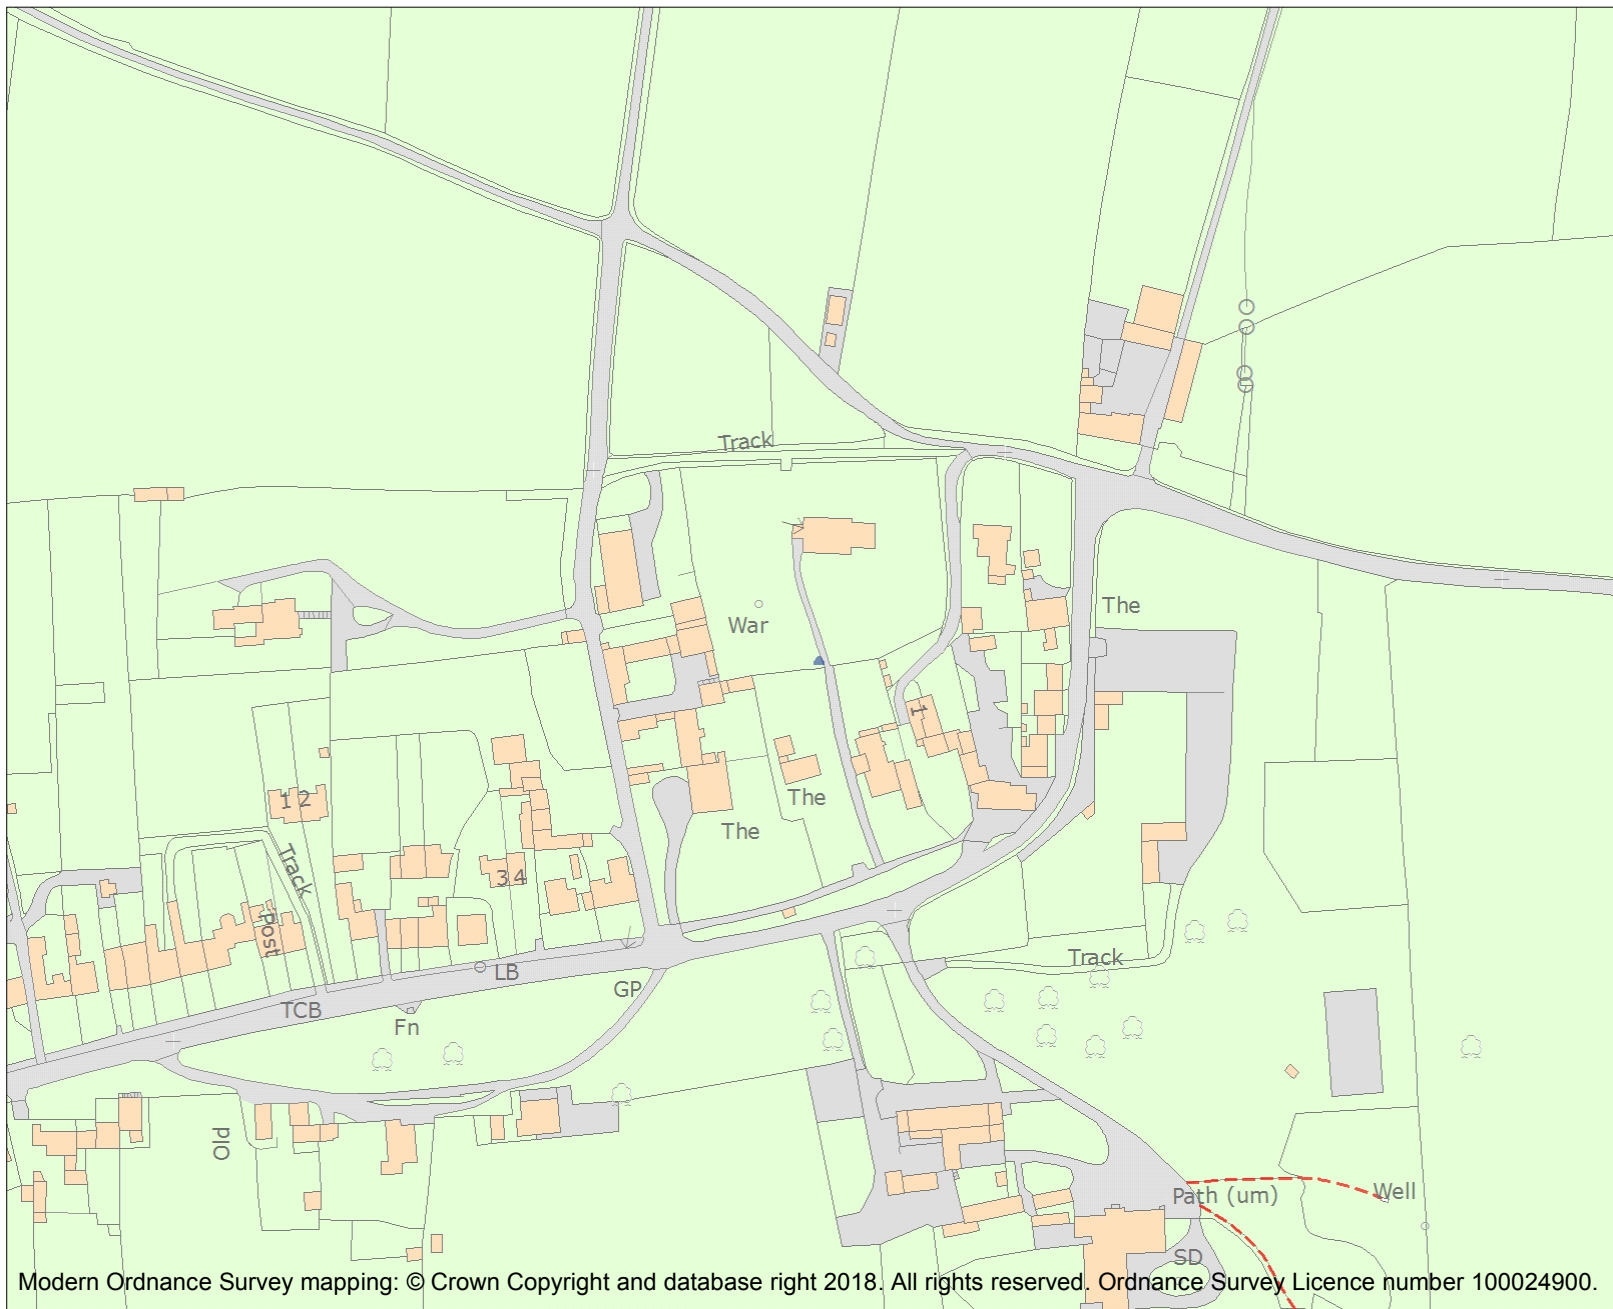 Track
The
War
1
The
The
1 2
Track
3 4
Post
Track
LB
GP
TCB
Fn
Old
Path (um)
Well
SD
Modern Ordnance Survey mapping: © Crown Copyright and database right 2018. All rights reserved. Ordnance Survey Licence number 100024900.